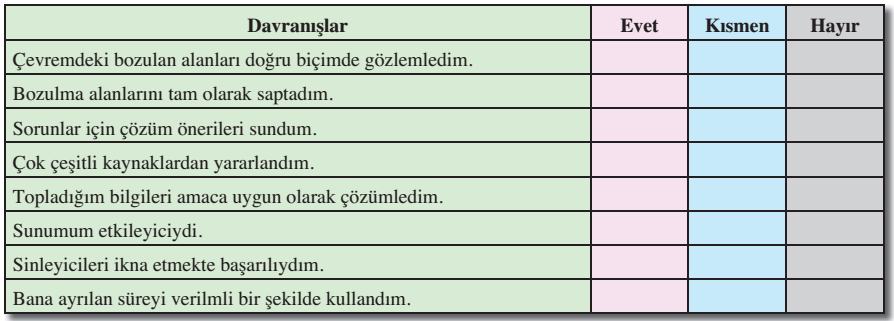 Davranışlar Evet Kısmen Hayır
Çevremdeki bozulan alanları doğru biçimde gözlemledim.
Bozulma alanlarını tam olarak saptadım.
Sorunlar için çözüm önerileri sundum.
Çok çeşitli kaynaklardan yararlandım.
Topladığım bilgileri amaca uygun olarak çözümledim.
Sunumum etkileyiciydi.
Sinleyicileri ikna etmekte başarılıydım.
Bana ayrılan süreyi verilmli bir şekilde kullandım.